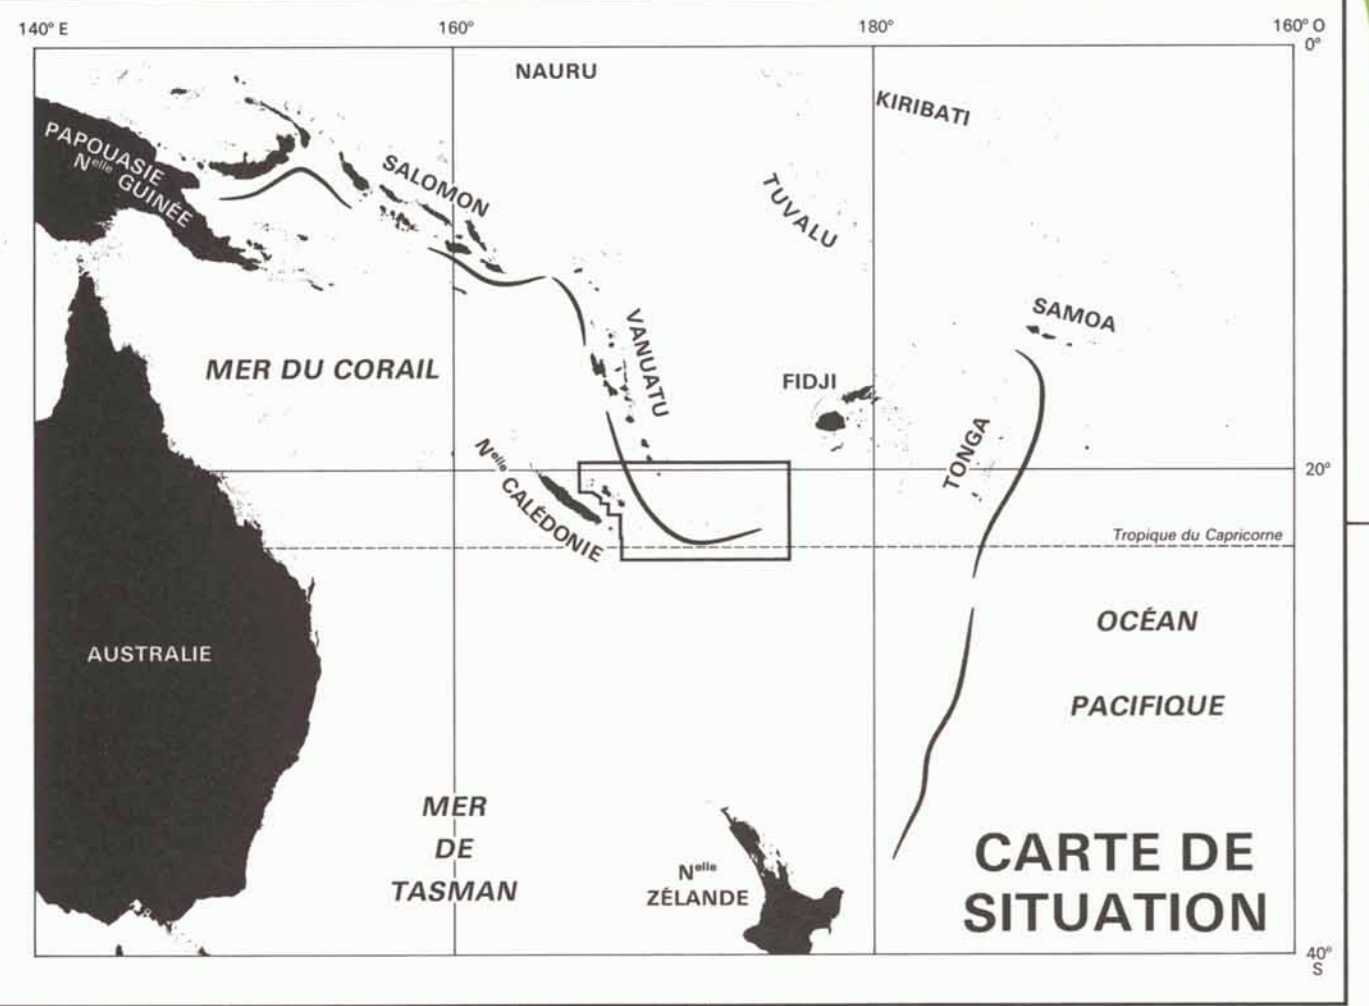 140° E
160°
180°
160° O
0°
NAURU
KIRIBATI
PAPOUASIE
Nelle GUINÉE
SALOMON
TUVALU
SAMOA
VANUATU
MER DU CORAIL
FIDJI
TONGA
Nelle CALÉDONIE
20°
Tropique du Capricorne
OCÉAN
PACIFIQUE
AUSTRALIE
MER
DE
TASMAN
Nelle
ZÉLANDE
CARTE DE
SITUATION
40°
S